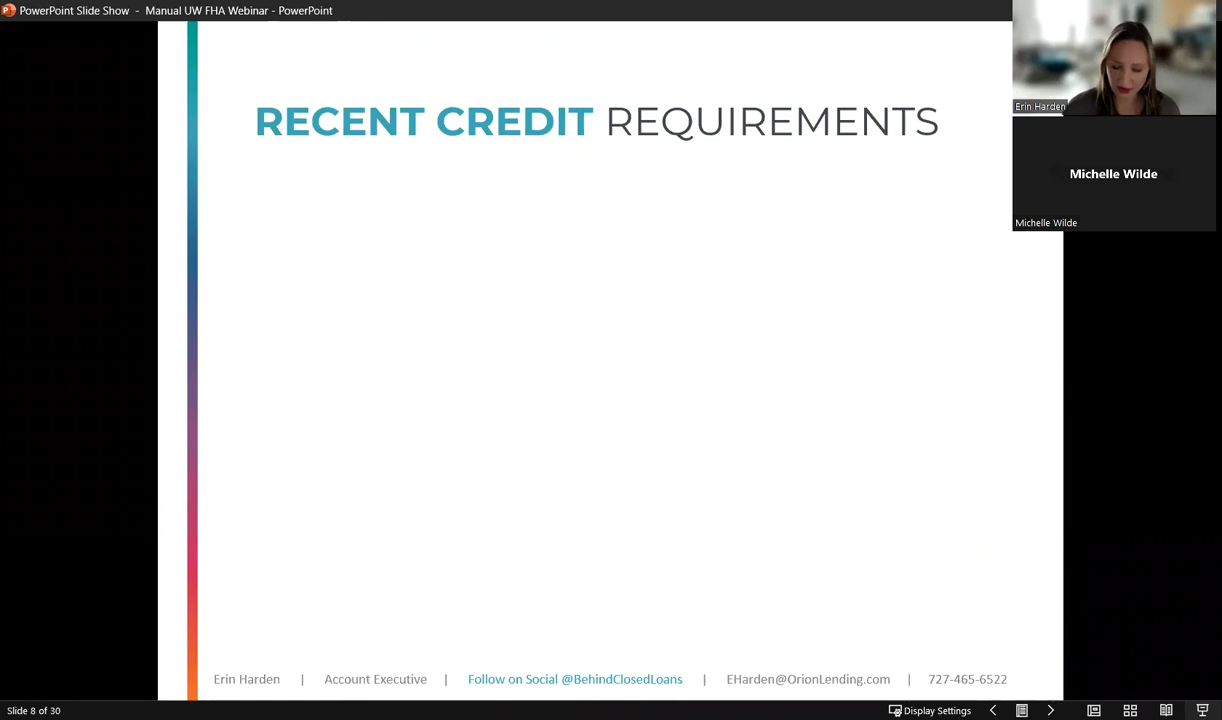 PowerPoint Slide Show - Manual UW FHA Webinar - PowerPoint
Erin Harden
RECENT CREDIT REQUIREMENTS
Michelle Wilde
Michelle Wilde
Erin Harden | Account Executive | Follow on Social @BehindClosedLoans | EHarden@OrionLending.com | 727-465-6522
Slide 8 of 30
Display Settings